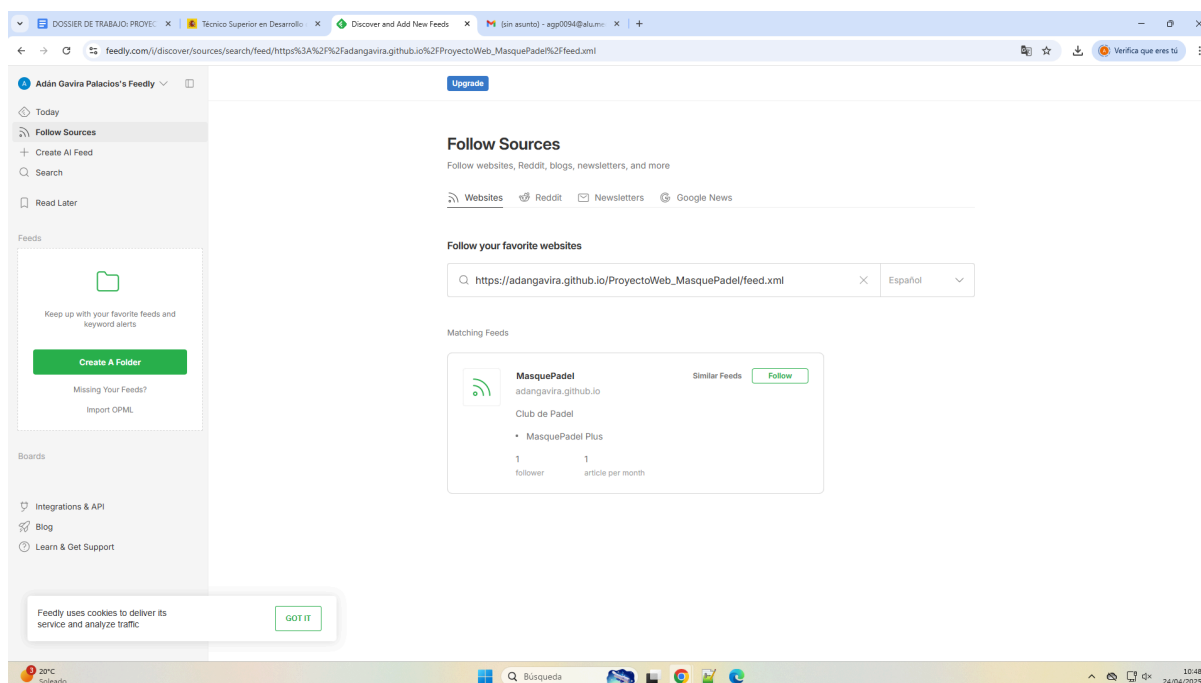 DOSSIER DE TRABAJO: PROYEC
Técnico Superior en Desarrollo
Discover and Add New Feeds
(sin asunto) - agp0094@alu.me
feedly.com/i/discover/sources/search/feed/https%3A%2F%2Fadangavira.github.io%2FProyectoWeb_MasquePadel%2Ffeed.xml
Verifica que eres tú
A
Adán Gavira Palacios's Feedly
Upgrade
Today
Follow Sources
Create AI Feed
Search
Read Later
Feeds
Keep up with your favorite feeds and
keyword alerts
Create A Folder
Missing Your Feeds?
Import OPML
Boards
Integrations & API
Blog
Learn & Get Support
Follow Sources
Follow websites, Reddit, blogs, newsletters, and more
Websites
Reddit
Newsletters
Google News
Follow your favorite websites
https://adangavira.github.io/ProyectoWeb_MasquePadel/feed.xml
Español
Matching Feeds
MasquePadel
Similar Feeds
Follow
adangavira.github.io
Club de Padel
• MasquePadel Plus
1 1
follower article per month
Feedly uses cookies to deliver its
service and analyze traffic
GOT IT
3
20°C
Soleado
Búsqueda
10:48
24/04/2025